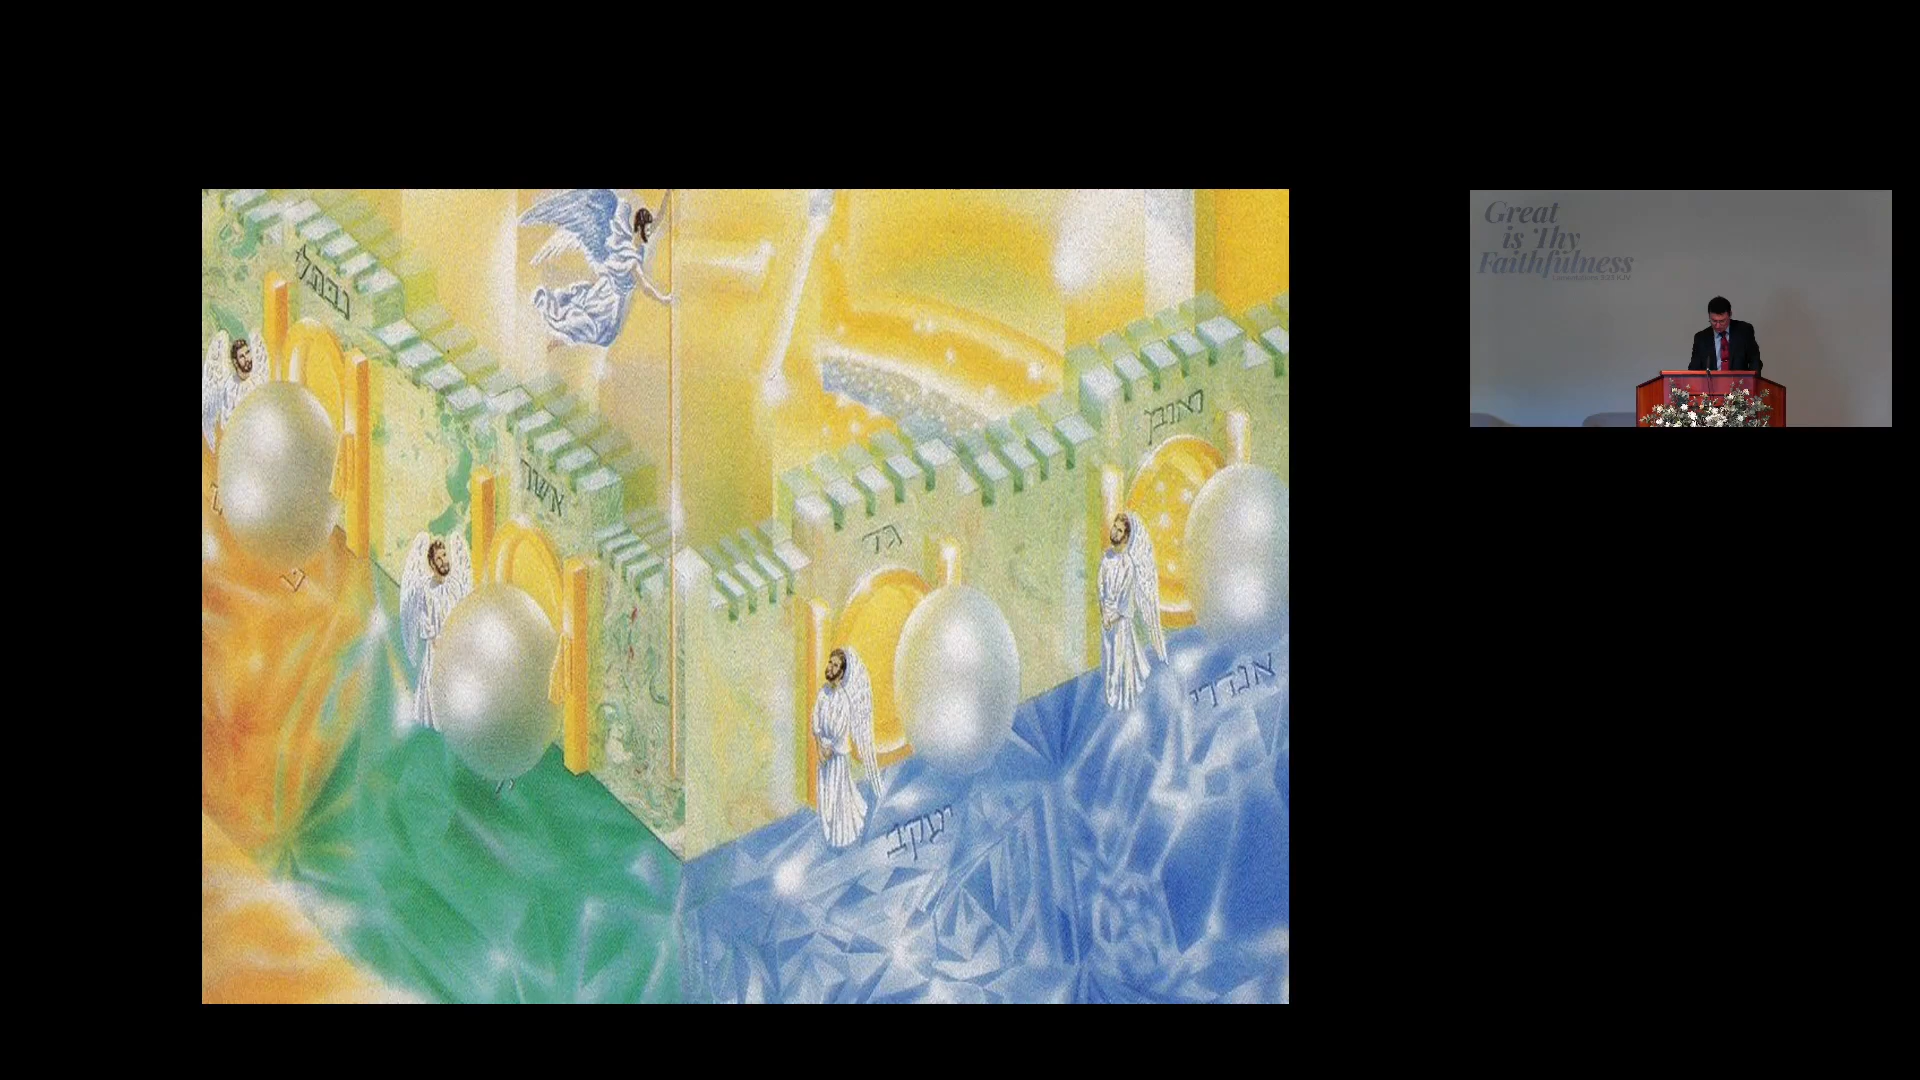 נפתלי
אשר
גד
ראובן
יעקב
אנדרי
Great
is Thy
Faithfulness